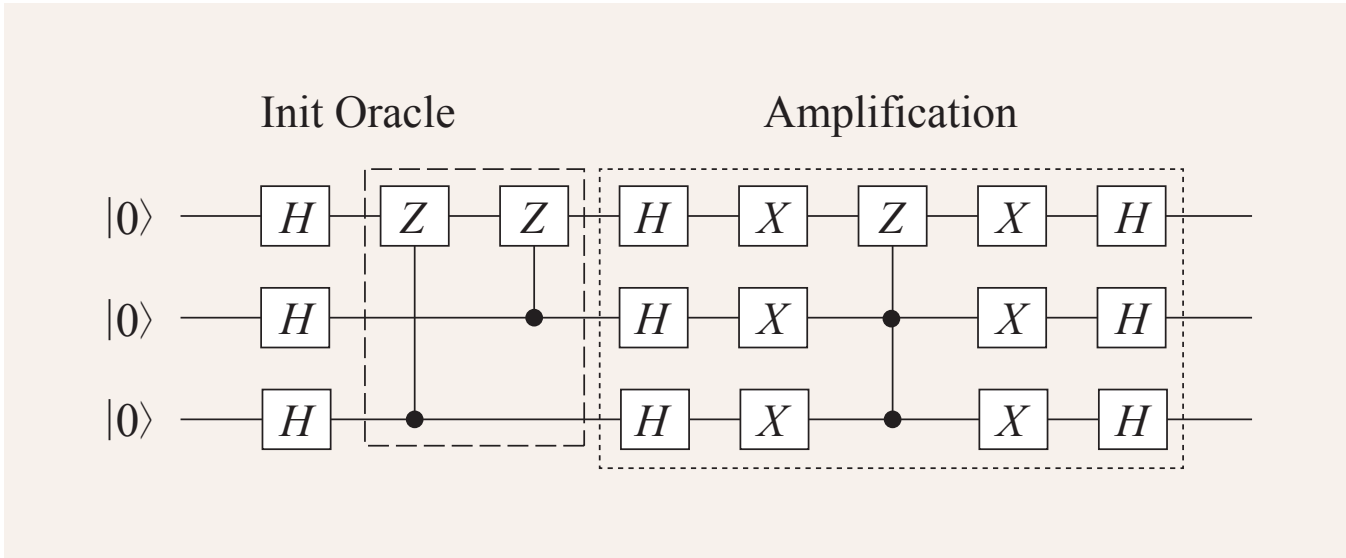 Init Oracle Amplification
|0⟩ H Z Z H X Z X H
|0⟩ H H X X H
|0⟩ H H X X H